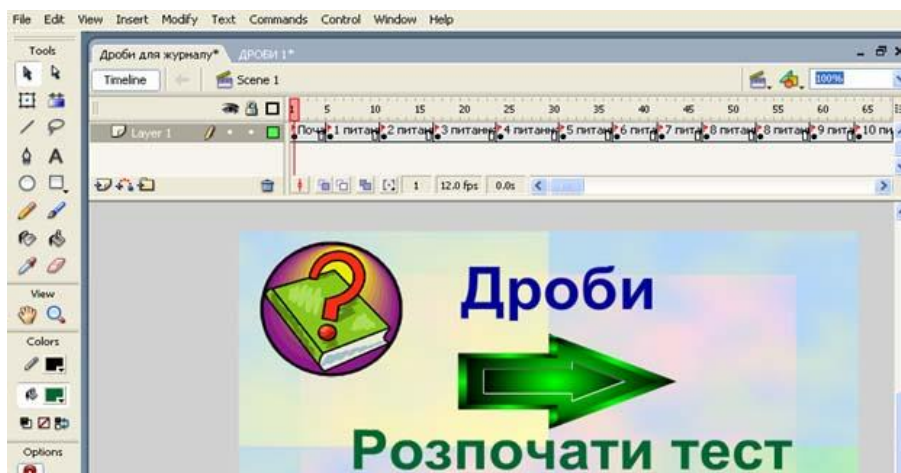 File Edit View Insert Modify Text Commands Control Window Help
Tools
Дроби для журналу* ДРОБИ 1*
Timeline Scene 1 100%
1 5 10 15 20 25 30 35 40 45 50 55 60 65
Layer 1 1 питан 2 питан 3 питанн 4 питанн 5 питан 6 пита 7 пита 8 питан 8 питан 9 пита 10 пи
1 12.0 fps 0.0s
View
Colors
Options
Дроби
Розпочати тест